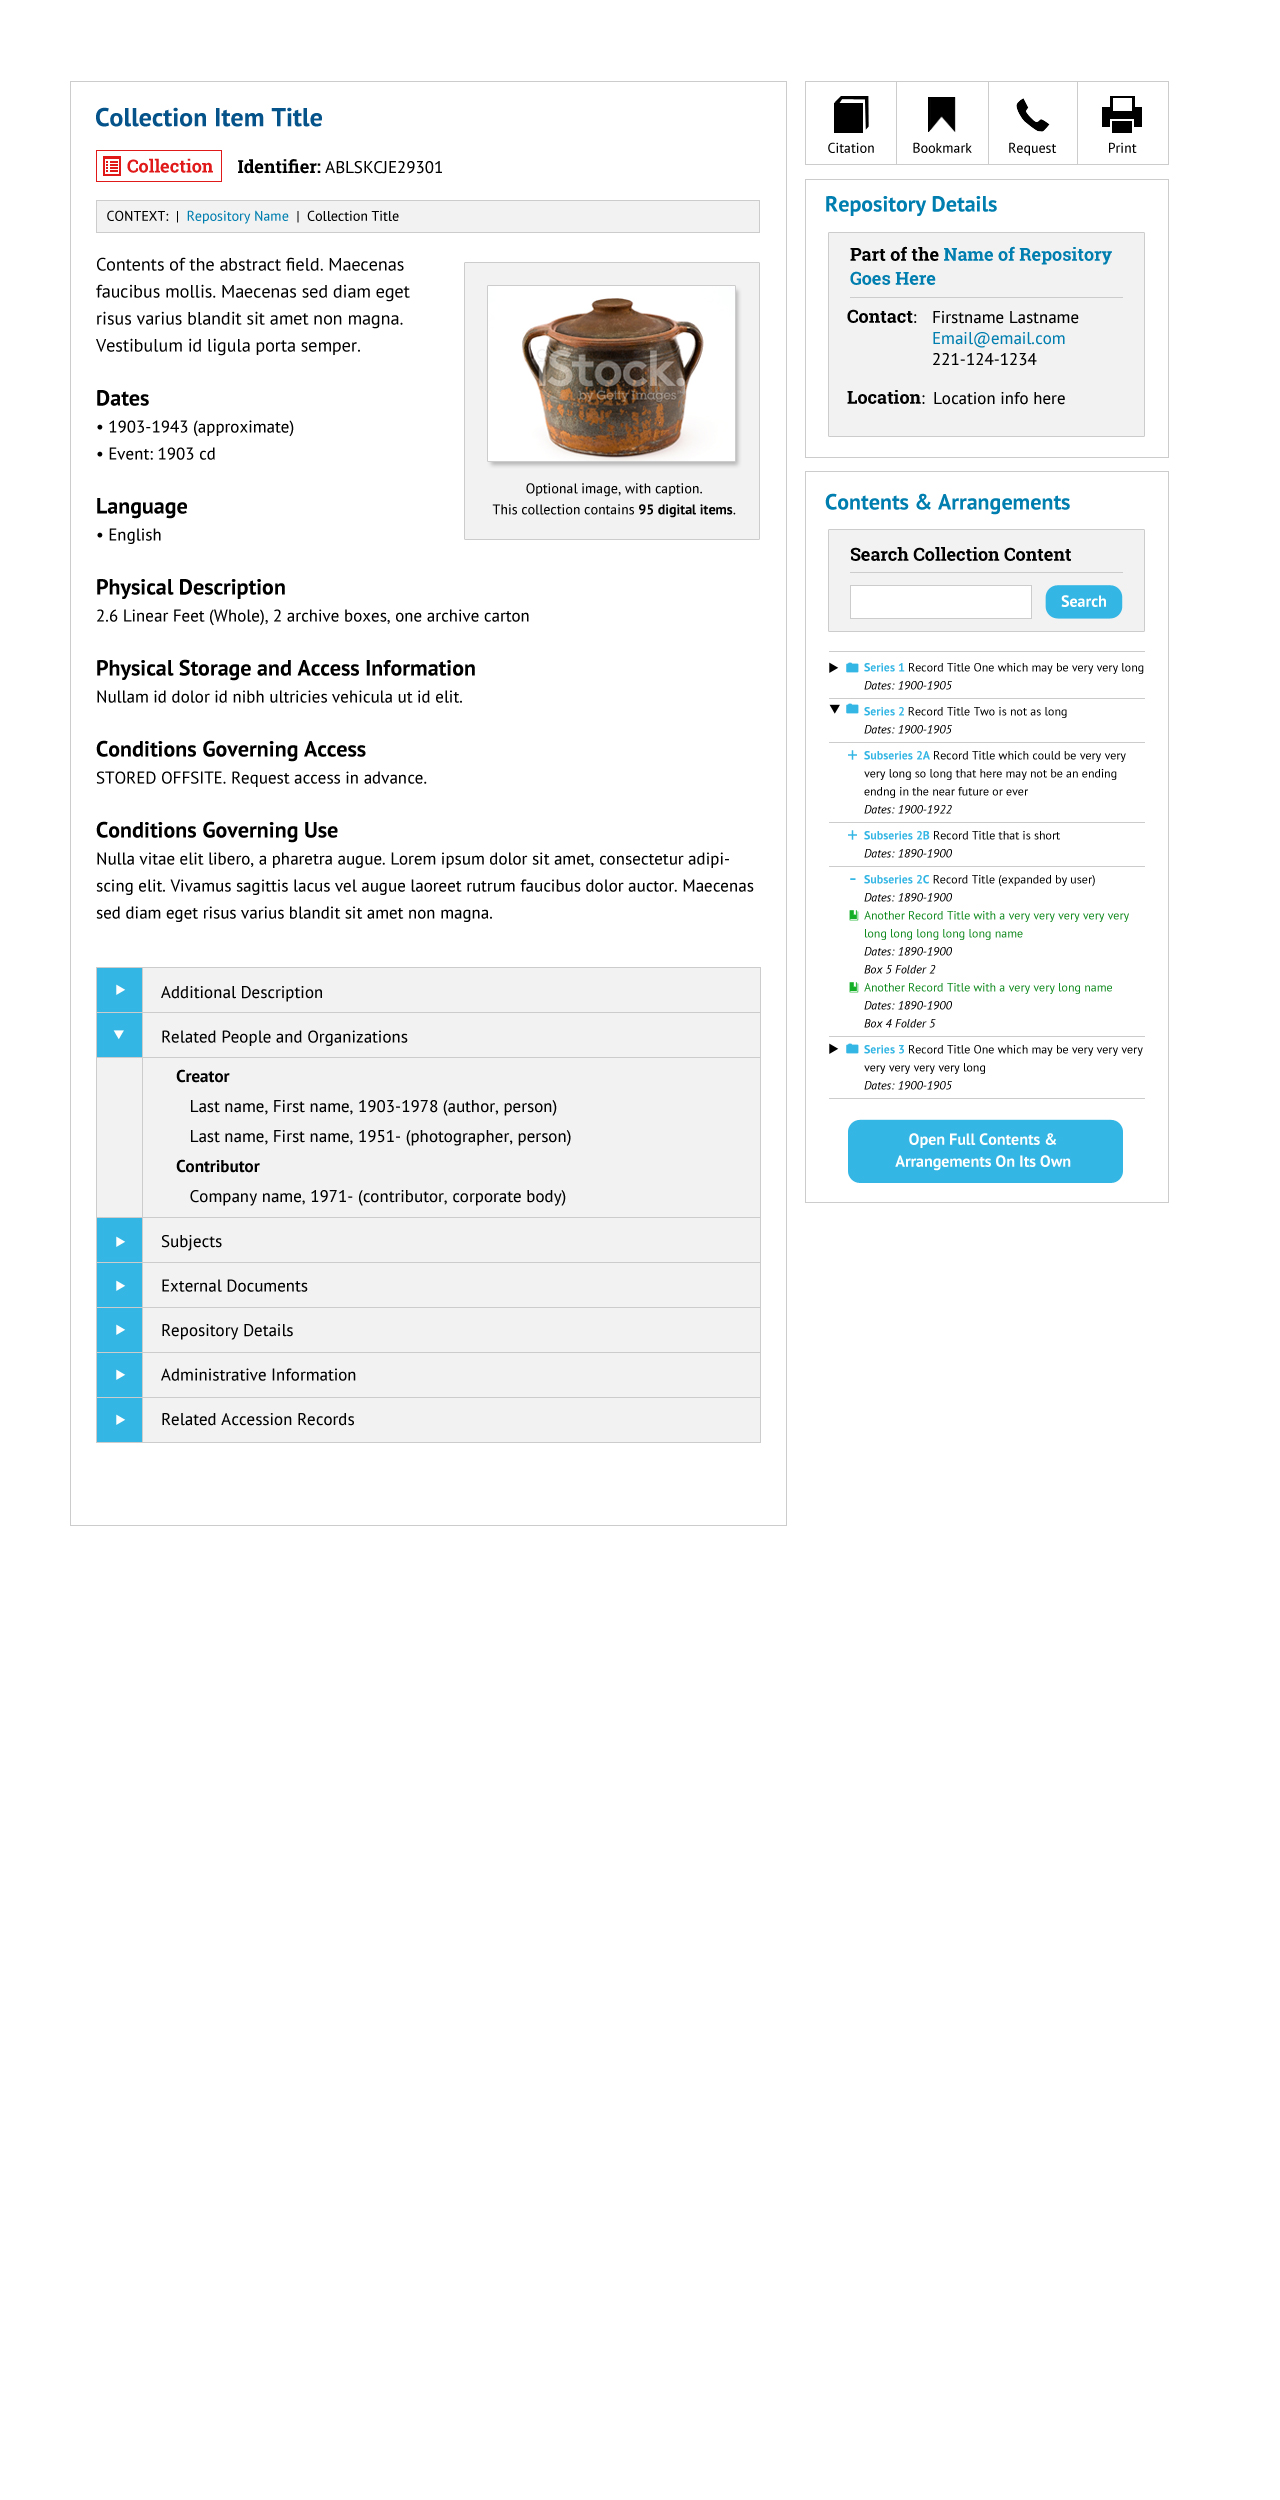 Collection Item Title
Collection
Identifier: ABLSKCJE29301
CONTEXT: | Repository Name | Collection Title
Contents of the abstract field. Maecenas
faucibus mollis. Maecenas sed diam eget
risus varius blandit sit amet non magna.
Vestibulum id ligula porta semper.
iStock.
by Getty Images™
Optional image, with caption.
This collection contains 95 digital items.
Dates
• 1903-1943 (approximate)
• Event: 1903 cd
Language
• English
Physical Description
2.6 Linear Feet (Whole), 2 archive boxes, one archive carton
Physical Storage and Access Information
Nullam id dolor id nibh ultricies vehicula ut id elit.
Conditions Governing Access
STORED OFFSITE. Request access in advance.
Conditions Governing Use
Nulla vitae elit libero, a pharetra augue. Lorem ipsum dolor sit amet, consectetur adipi-
scing elit. Vivamus sagittis lacus vel augue laoreet rutrum faucibus dolor auctor. Maecenas
sed diam eget risus varius blandit sit amet non magna.
Additional Description
Related People and Organizations
Creator
Last name, First name, 1903-1978 (author, person)
Last name, First name, 1951- (photographer, person)
Contributor
Company name, 1971- (contributor, corporate body)
Subjects
External Documents
Repository Details
Administrative Information
Related Accession Records
Citation
Bookmark
Request
Print
Repository Details
Part of the Name of Repository
Goes Here
Contact: Firstname Lastname
Email@email.com
221-124-1234
Location: Location info here
Contents & Arrangements
Search Collection Content
Search
Series 1 Record Title One which may be very very long
Dates: 1900-1905
Series 2 Record Title Two is not as long
Dates: 1900-1905
+ Subseries 2A Record Title which could be very very
very long so long that here may not be an ending
endng in the near future or ever
Dates: 1900-1922
+ Subseries 2B Record Title that is short
Dates: 1890-1900
- Subseries 2C Record Title (expanded by user)
Dates: 1890-1900
Another Record Title with a very very very very very
long long long long long name
Dates: 1890-1900
Box 5 Folder 2
Another Record Title with a very very long name
Dates: 1890-1900
Box 4 Folder 5
Series 3 Record Title One which may be very very very
very very very very long
Dates: 1900-1905
Open Full Contents &
Arrangements On Its Own